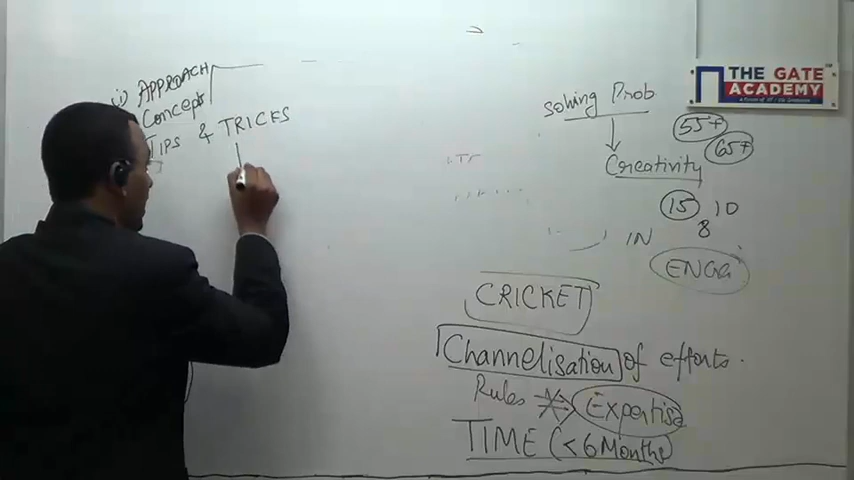 (i) APPROACH
Concept
TIPS & TRICKS
THE GATE
ACADEMY
Solving Prob
55+
65+
Creativity
15 10
8
IN
ENGG
CRICKET
Channelisation of efforts.
Rules Expertise
TIME (<6 Months